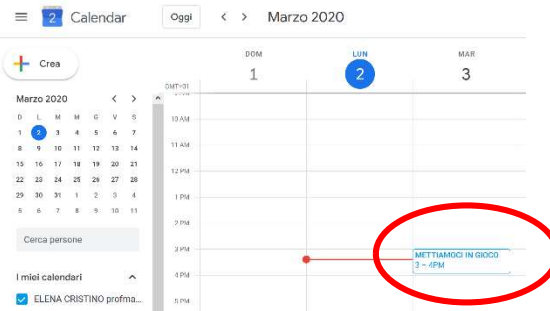 2 Calendar Oggi < > Marzo 2020
Crea
DOM LUN MAR
1 2 3
GMT+01
Marzo 2020 < >
D L M M G V S
1 2 3 4 5 6 7
8 9 10 11 12 13 14
15 16 17 18 19 20 21
22 23 24 25 26 27 28
29 30 31 1 2 3 4
5 6 7 8 9 10 11
10 AM
11 AM
12 PM
1 PM
2 PM
3 PM
4 PM
5 PM
METTIAMOCI IN GIOCO
3 – 4PM
Cerca persone
I miei calendari
ELENA CRISTINO profma...